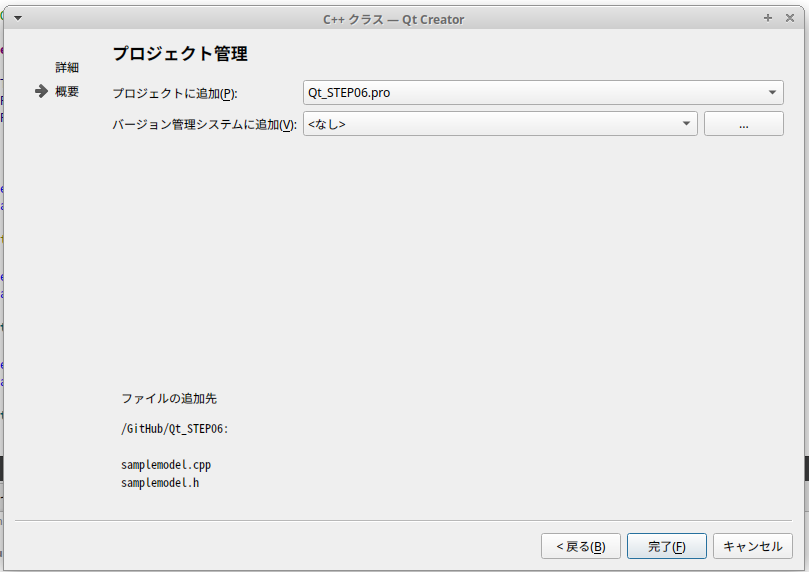 C++ クラス — Qt Creator
プロジェクト管理
詳細
概要
プロジェクトに追加(P):
Qt_STEP06.pro
バージョン管理システムに追加(V):
<なし>
...
ファイルの追加先
/GitHub/Qt_STEP06:
samplemodel.cpp
samplemodel.h
< 戻る(B)
完了(F)
キャンセル